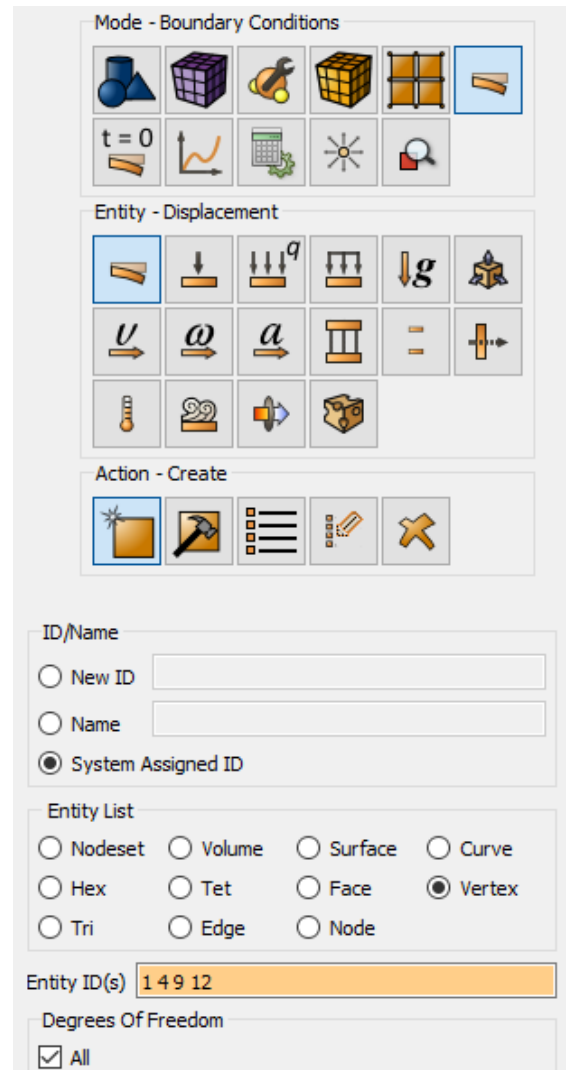 Mode - Boundary Conditions
t = 0
Entity - Displacement
q
g
υ ω a
Action - Create
ID/Name
New ID
Name
System Assigned ID
Entity List
Nodeset Volume Surface Curve
Hex Tet Face Vertex
Tri Edge Node
Entity ID(s) 1 4 9 12
Degrees Of Freedom
All